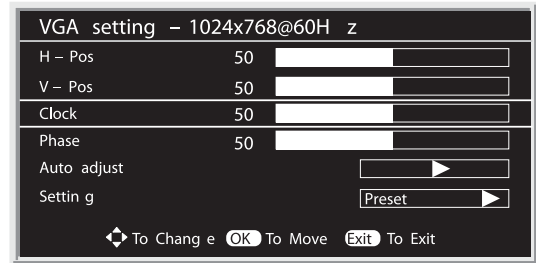 VGA setting – 1024x768@60H z
H – Pos 50
V – Pos 50
Clock 50
Phase 50
Auto adjust
Settin g Preset
To Chang e OK To Move Exit To Exit